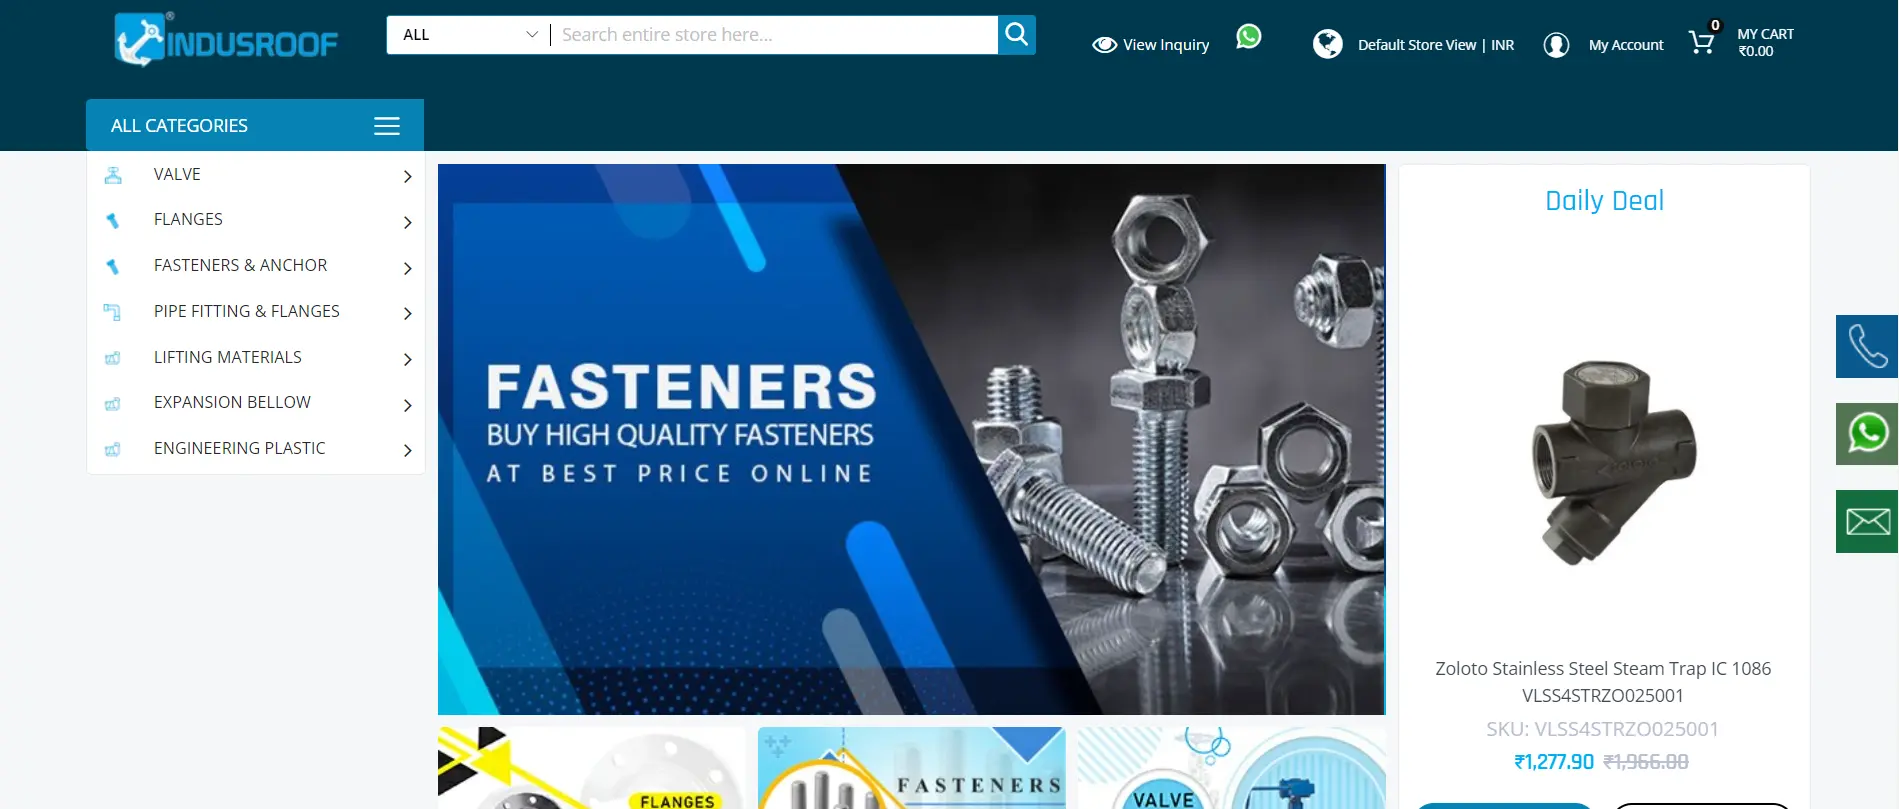 INDUSROOF
ALL
Search entire store here...
View Inquiry
Default Store View | INR
My Account
0
MY CART
₹0.00
ALL CATEGORIES
VALVE
FLANGES
FASTENERS & ANCHOR
PIPE FITTING & FLANGES
LIFTING MATERIALS
EXPANSION BELLOW
ENGINEERING PLASTIC
FASTENERS
BUY HIGH QUALITY FASTENERS
AT BEST PRICE ONLINE
Daily Deal
ZOLOTO
Zoloto Stainless Steel Steam Trap IC 1086
VLSS4STRZO025001
SKU: VLSS4STRZO025001
₹1,277.90 ₹1,966.00
FLANGES
FASTENERS
VALVE